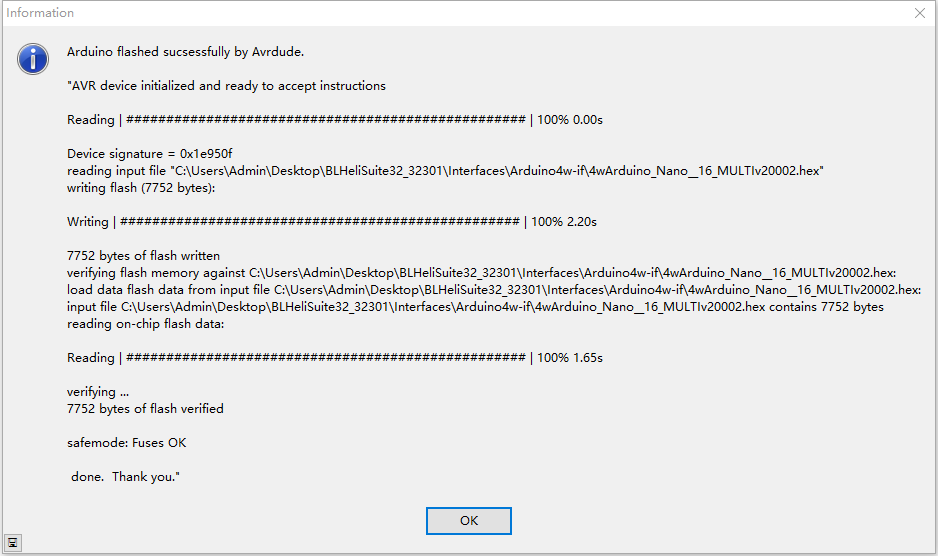 Information
Arduino flashed sucsessfully by Avrdude.
"AVR device initialized and ready to accept instructions
Reading | ################################################## | 100% 0.00s
Device signature = 0x1e950f
reading input file "C:\Users\Admin\Desktop\BLHeliSuite32_32301\Interfaces\Arduino4w-if\4wArduino_Nano__16_MULTIv20002.hex"
writing flash (7752 bytes):
Writing | ################################################## | 100% 2.20s
7752 bytes of flash written
verifying flash memory against C:\Users\Admin\Desktop\BLHeliSuite32_32301\Interfaces\Arduino4w-if\4wArduino_Nano__16_MULTIv20002.hex:
load data flash data from input file C:\Users\Admin\Desktop\BLHeliSuite32_32301\Interfaces\Arduino4w-if\4wArduino_Nano__16_MULTIv20002.hex:
input file C:\Users\Admin\Desktop\BLHeliSuite32_32301\Interfaces\Arduino4w-if\4wArduino_Nano__16_MULTIv20002.hex contains 7752 bytes
reading on-chip flash data:
Reading | ################################################## | 100% 1.65s
verifying ...
7752 bytes of flash verified
safemode: Fuses OK
done.  Thank you."
OK